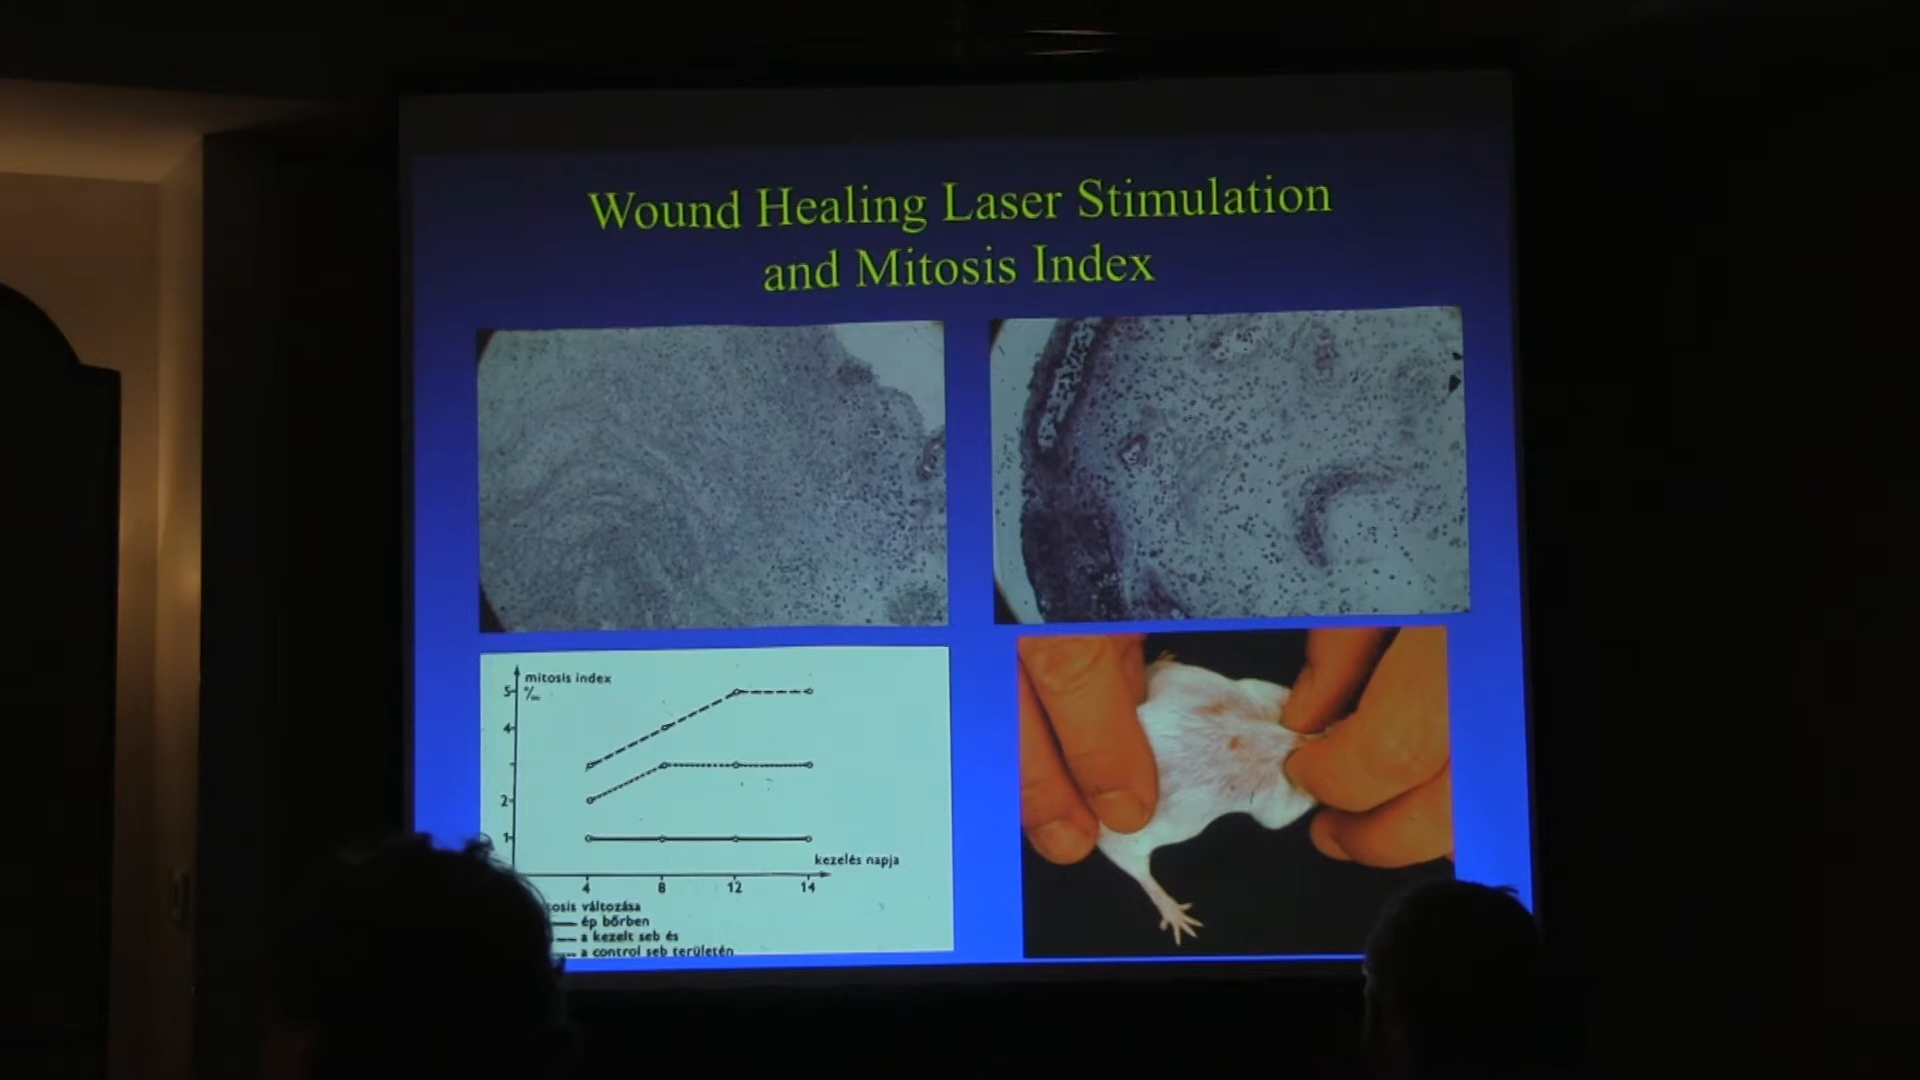 Wound Healing Laser Stimulation
and Mitosis Index
mitosis index
5 ‰
4
2
1
kezelés napja
4 8 12 14
tosis változása
ép bőrben
a kezelt seb és
a control seb területén